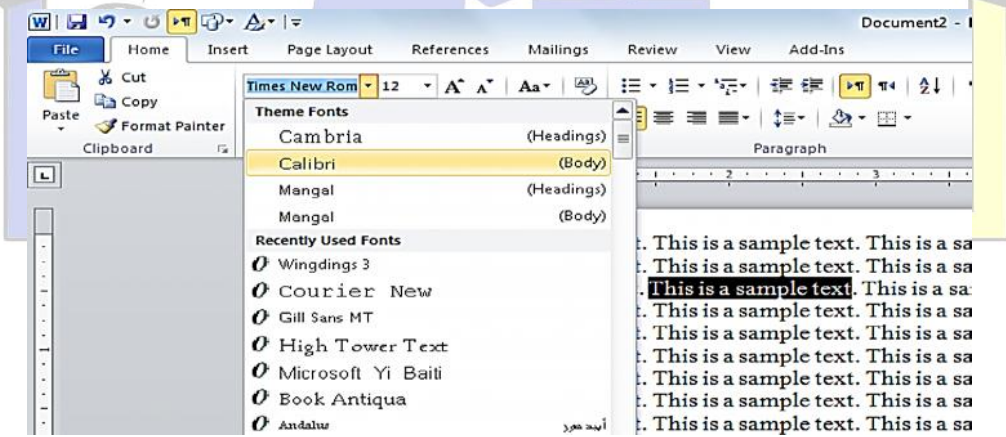 Document2 -
File Home Insert Page Layout References Mailings Review View Add-Ins
Cut
Copy
Paste
Format Painter
Clipboard
Times New Rom 12
Aa
Paragraph
Theme Fonts
Cambria (Headings)
Calibri (Body)
Mangal (Headings)
Mangal (Body)
Recently Used Fonts
Wingdings 3
Courier New
Gill Sans MT
High Tower Text
Microsoft Yi Baiti
Book Antiqua
Andalus أبجد هوز
2 3
t. This is a sample text. This is a sa
t. This is a sample text. This is a sa
. This is a sample text. This is a sa
t. This is a sample text. This is a sa
t. This is a sample text. This is a sa
t. This is a sample text. This is a sa
t. This is a sample text. This is a sa
t. This is a sample text. This is a sa
t. This is a sample text. This is a sa